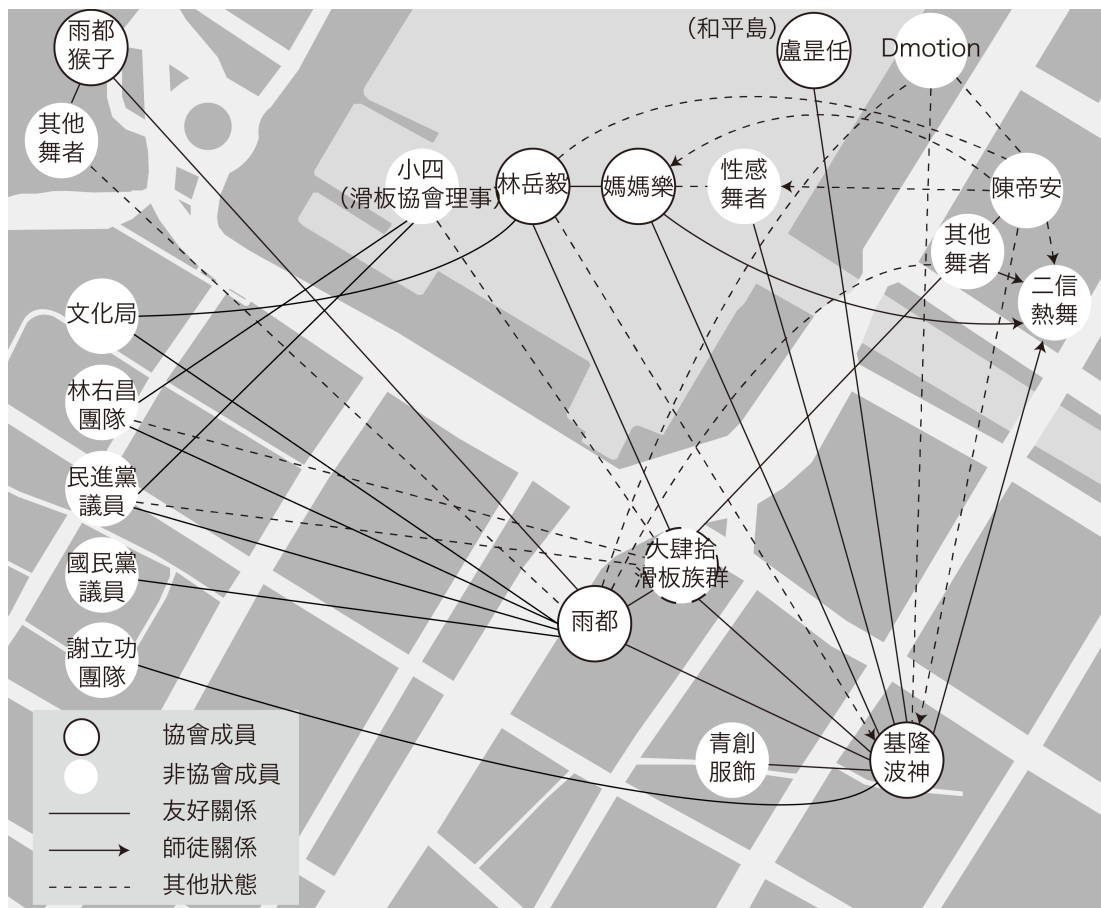 雨都
猴子
(和平島)
盧昰任
Dmotion
其他
舞者
小四
(滑板協會理事)
林岳毅
媽媽樂
性感
舞者
陳帝安
其他
舞者
二信
熱舞
文化局
林右昌
團隊
民進黨
議員
國民黨
議員
謝立功
團隊
大肆拾
滑板族群
雨都
青創
服飾
基隆
波神
協會成員
非協會成員
友好關係
師徒關係
其他狀態